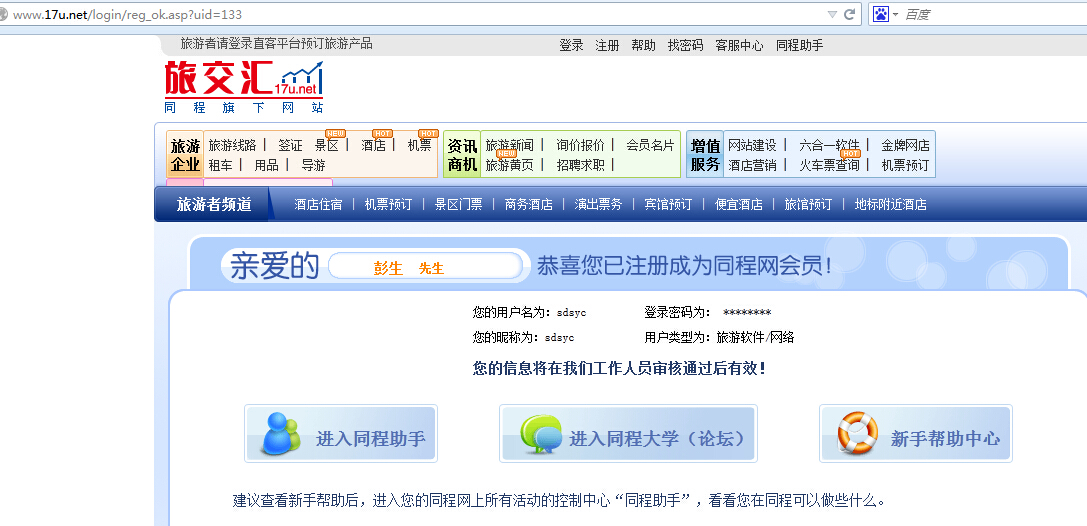 www.17u.net/login/reg_ok.asp?uid=133 百度
旅游者请登录直客平台预订旅游产品 登录 注册 帮助 找密码 客服中心 同程助手
旅交汇 17u.net
同程旗下网站
旅游企业 旅游线路 | 签证 景区 NEW | 酒店 HOT | 机票 HOT
租车 | 用品 | 导游
资讯商机 旅游新闻 | 询价报价 | 会员名片
旅游黄页 NEW | 招聘求职 |
增值服务 网站建设 | 六合一软件 | 金牌网店
酒店营销 | 火车票查询 HOT | 机票预订
旅游者频道 酒店住宿 | 机票预订 | 景区门票 | 商务酒店 | 演出票务 | 宾馆预订 | 便宜酒店 | 旅馆预订 | 地标附近酒店
亲爱的 彭生 先生 恭喜您已注册成为同程网会员!
您的用户名为: sdsyc 登录密码为: ********
您的昵称为: sdsyc 用户类型为: 旅游软件/网络
您的信息将在我们工作人员审核通过后有效!
进入同程助手 进入同程大学（论坛） 新手帮助中心
建议查看新手帮助后，进入您的同程网上所有活动的控制中心“同程助手”，看看您在同程可以做些什么。